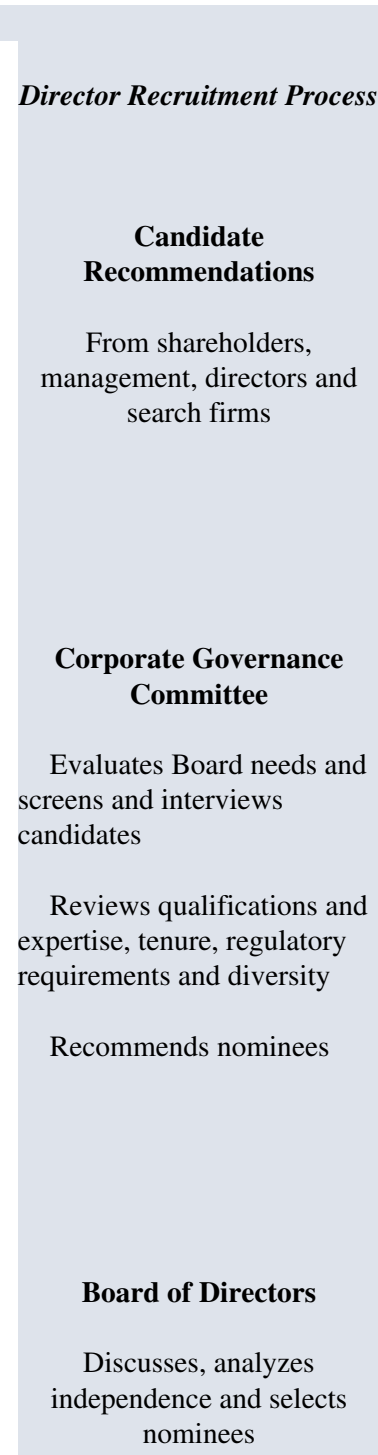 Director Recruitment Process
Candidate
Recommendations
From shareholders,
management, directors and
search firms
Corporate Governance
Committee
Evaluates Board needs and
screens and interviews
candidates
Reviews qualifications and
expertise, tenure, regulatory
requirements and diversity
Recommends nominees
Board of Directors
Discusses, analyzes
independence and selects
nominees